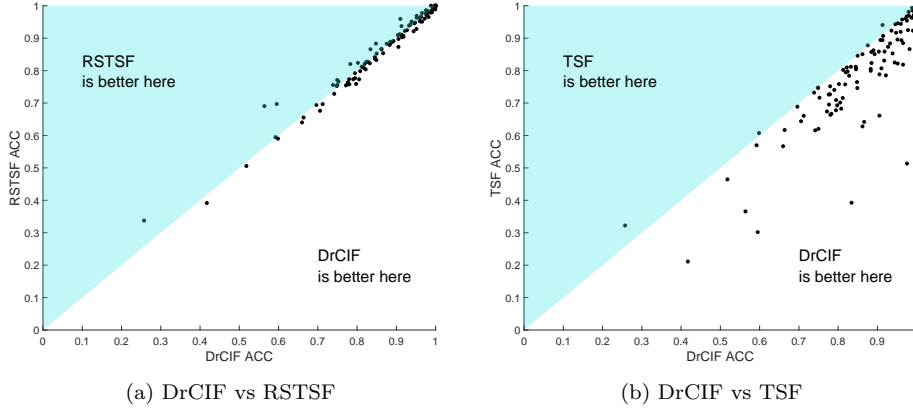 1
0.9
0.8
0.7
0.6
0.5
0.4
0.3
0.2
0.1
0
RSTSF ACC
RSTSF
is better here
DrCIF
is better here
0 0.1 0.2 0.3 0.4 0.5 0.6 0.7 0.8 0.9 1
DrCIF ACC
(a) DrCIF vs RSTSF
1
0.9
0.8
0.7
0.6
0.5
0.4
0.3
0.2
0.1
0
TSF ACC
TSF
is better here
DrCIF
is better here
0 0.1 0.2 0.3 0.4 0.5 0.6 0.7 0.8 0.9
DrCIF ACC
(b) DrCIF vs TSF